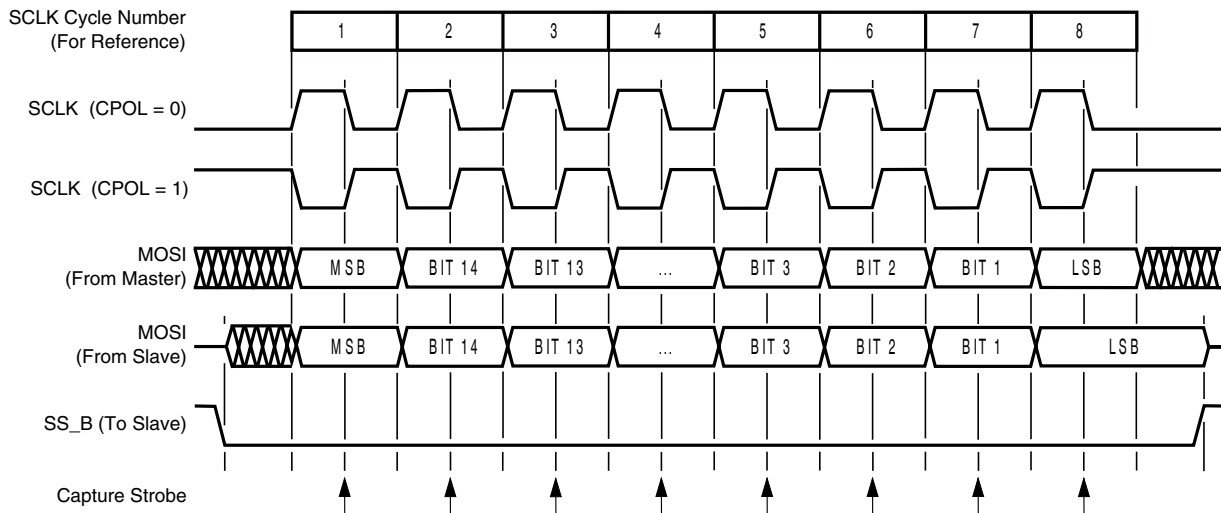 SCLK Cycle Number
(For Reference)
1 2 3 4 5 6 7 8
SCLK (CPOL = 0)
SCLK (CPOL = 1)
MOSI
(From Master)
MSB BIT 14 BIT 13 ... BIT 3 BIT 2 BIT 1 LSB
MOSI
(From Slave)
MSB BIT 14 BIT 13 ... BIT 3 BIT 2 BIT 1 LSB
SS_B (To Slave)
Capture Strobe